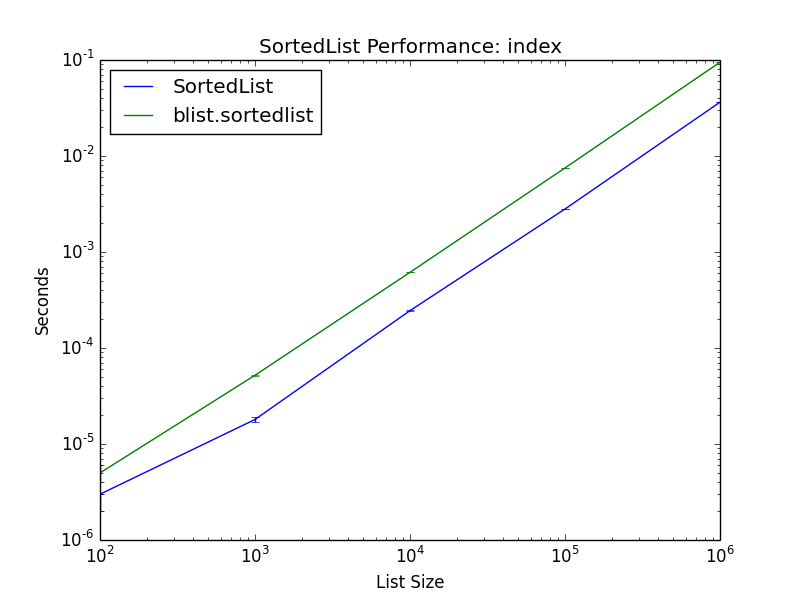 SortedList Performance: index
SortedList
blist.sortedlist
10^-1
10^-2
10^-3
10^-4
10^-5
10^-6
Seconds
10^2 10^3 10^4 10^5 10^6
List Size